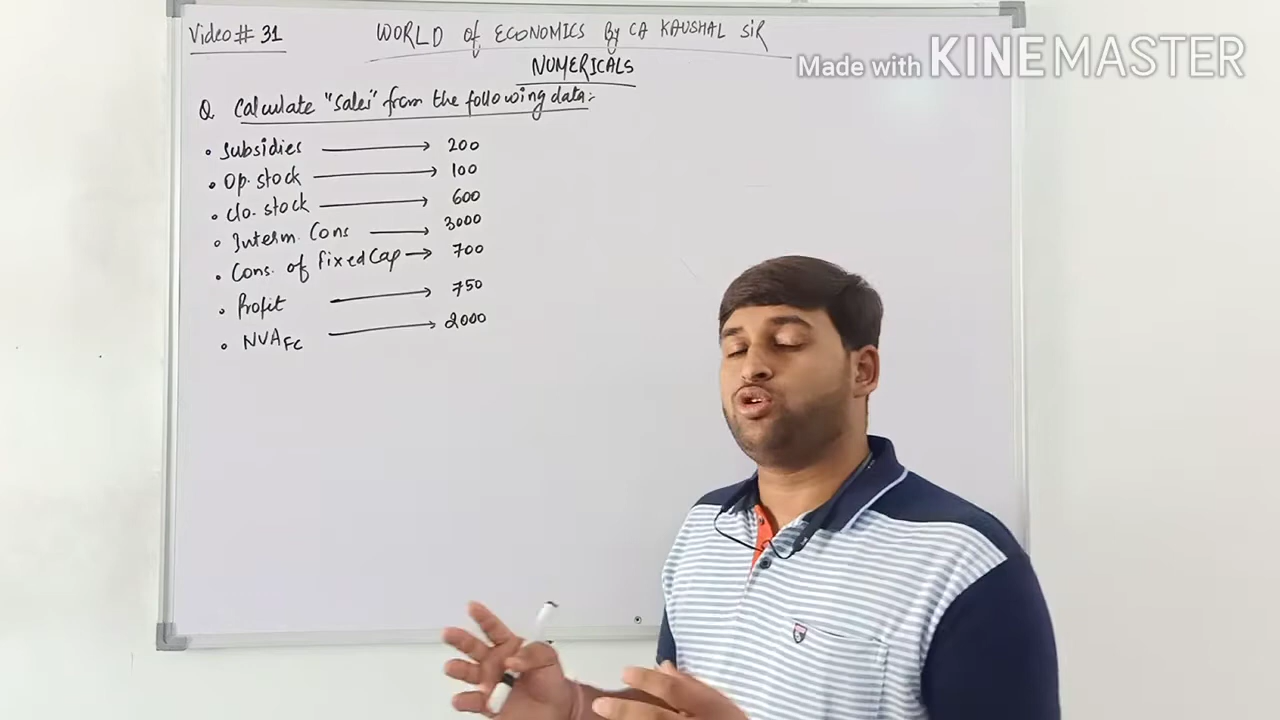 Video# 31
WORLD of ECONOMICS By CA KAUSHAL SiR
Made with KINEMASTER
NUMERICALS
Q Calculate "Sales" from the following data:-
• Subsidies → 200
• Op. stock → 100
• clo. stock → 600
• Interm. Cons → 3000
• Cons. of fixed Cap → 700
• Profit → 750
• NVAFC → 2000